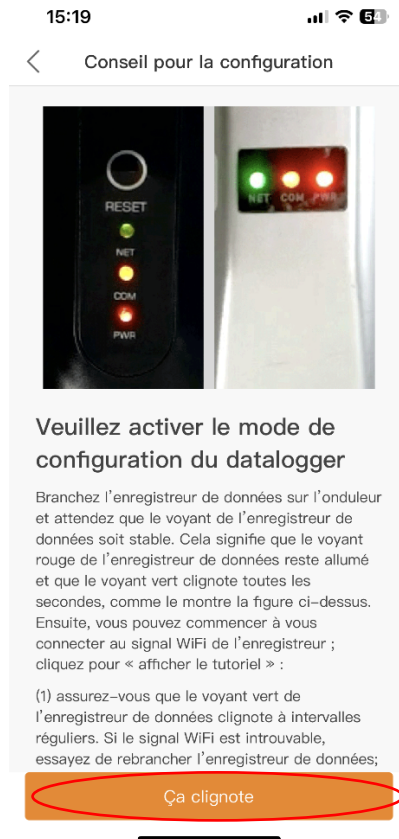 15:19
54
Conseil pour la configuration
RESET
NET
COM
PWR
NET COM PWR
Veuillez activer le mode de
configuration du datalogger
Branchez l'enregistreur de données sur l'onduleur
et attendez que le voyant de l'enregistreur de
données soit stable. Cela signifie que le voyant
rouge de l'enregistreur de données reste allumé
et que le voyant vert clignote toutes les
secondes, comme le montre la figure ci-dessus.
Ensuite, vous pouvez commencer à vous
connecter au signal WiFi de l'enregistreur ;
cliquez pour « afficher le tutoriel » :
(1) assurez-vous que le voyant vert de
l'enregistreur de données clignote à intervalles
réguliers. Si le signal WiFi est introuvable,
essayez de rebrancher l'enregistreur de données;
Ça clignote